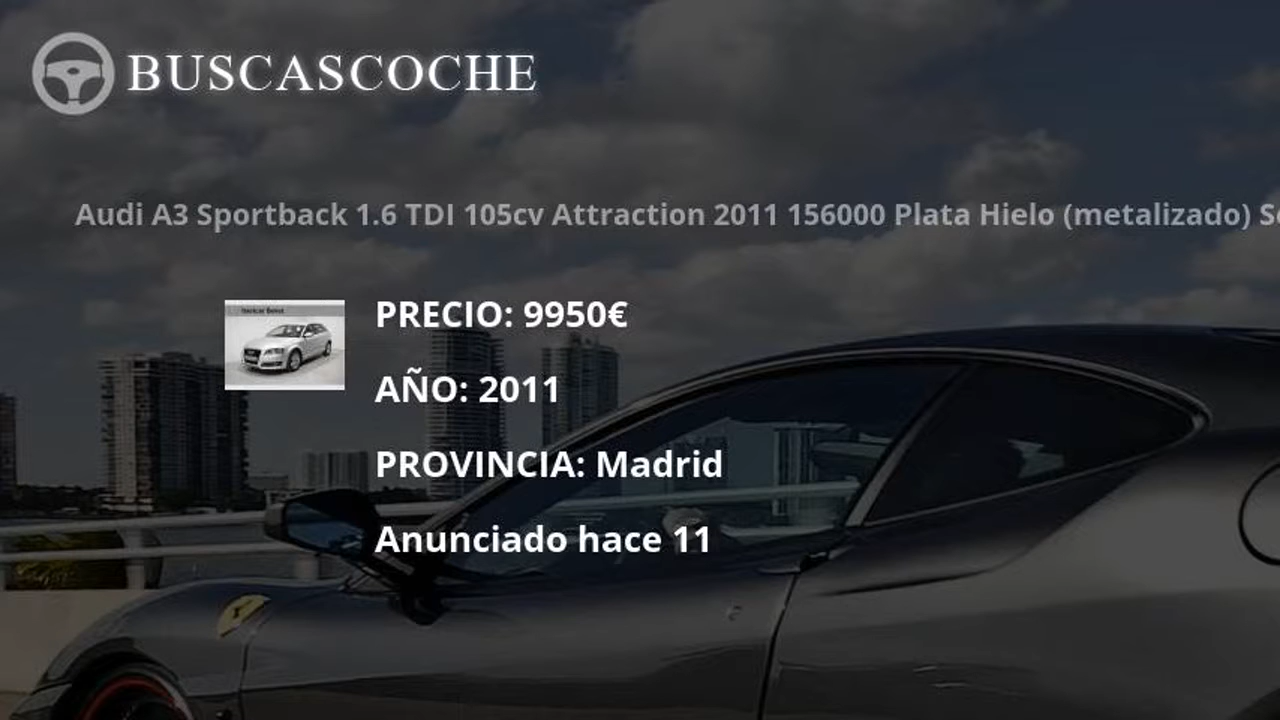 BUSCASCOCHE
Audi A3 Sportback 1.6 TDI 105cv Attraction 2011 156000 Plata Hielo (metalizado)
PRECIO: 9950€
AÑO: 2011
PROVINCIA: Madrid
Anunciado hace 11